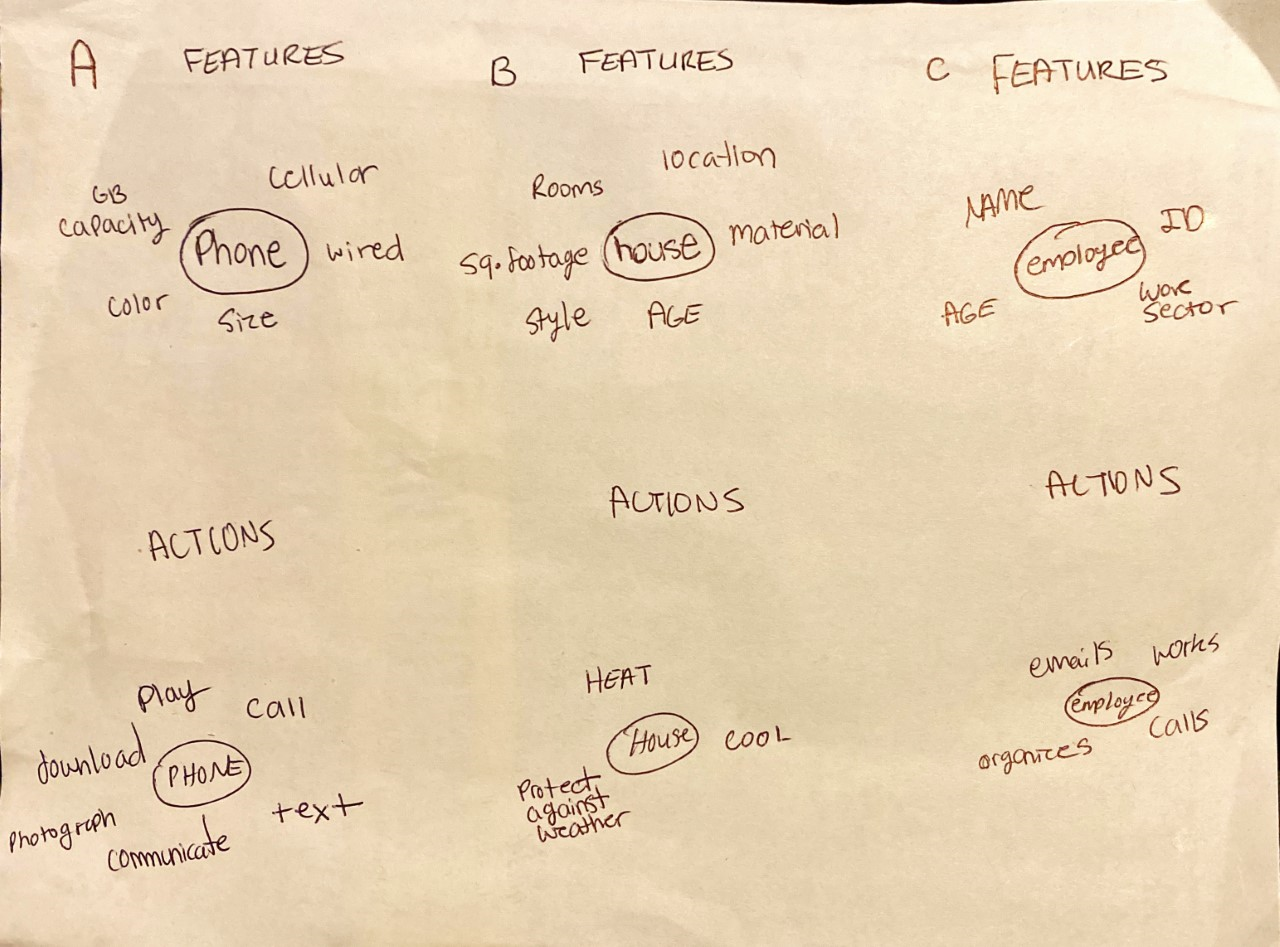 A FEATURES
GB
capacity
cellular
Phone
wired
color
size
ACTIONS
play
call
download
PHONE
photograph
text
communicate
B FEATURES
location
Rooms
material
sq. footage
house
style
AGE
ACTIONS
HEAT
House
COOL
Protect
against
weather
C FEATURES
NAME
ID
employee
AGE
work
sector
ACTIONS
emails
works
employee
calls
organizes